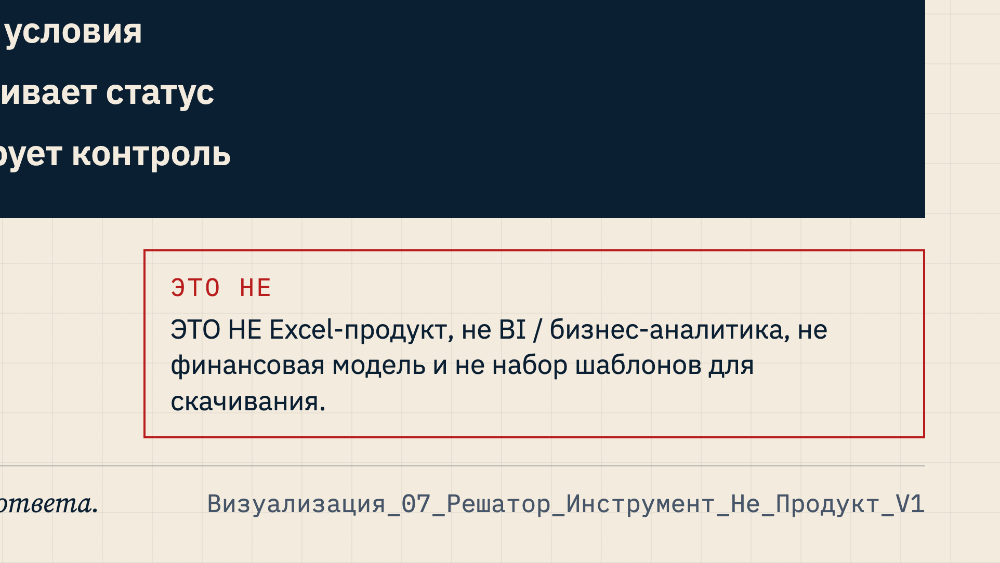 условия
ивает статус
рует контроль
ЭТО НЕ
ЭТО НЕ Excel-продукт, не BI / бизнес-аналитика, не
финансовая модель и не набор шаблонов для
скачивания.
ответа.
Визуализация_07_Решатор_Инструмент_Не_Продукт_V1